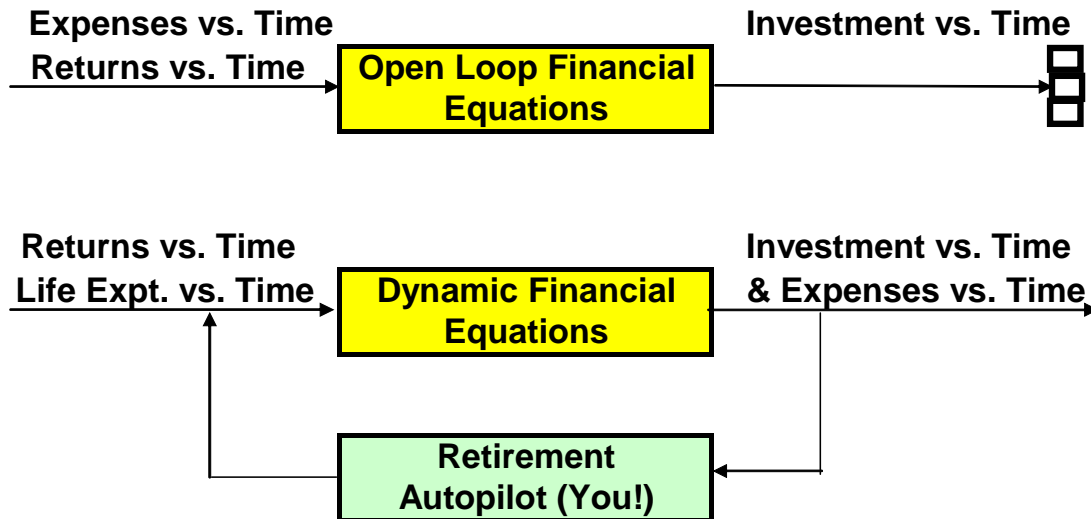 Expenses vs. Time
Returns vs. Time
Open Loop Financial
Equations
Investment vs. Time
Returns vs. Time
Life Expt. vs. Time
Dynamic Financial
Equations
Investment vs. Time
& Expenses vs. Time
Retirement
Autopilot (You!)